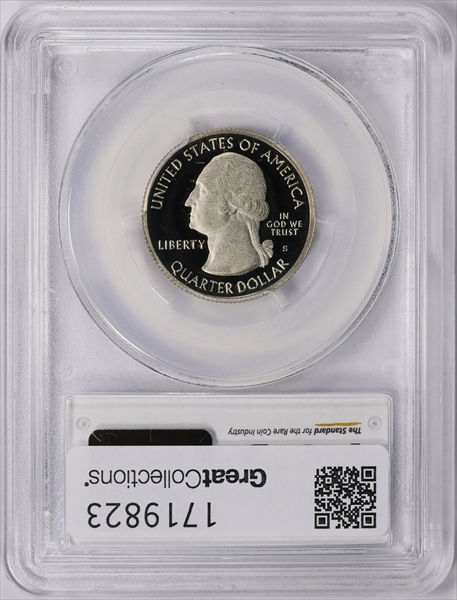 UNITED STATES OF AMERICA
LIBERTY
IN
GOD WE
TRUST
S
QUARTER DOLLAR
The Standard for the Rare Coin Industry
GreatCollections®
1719823